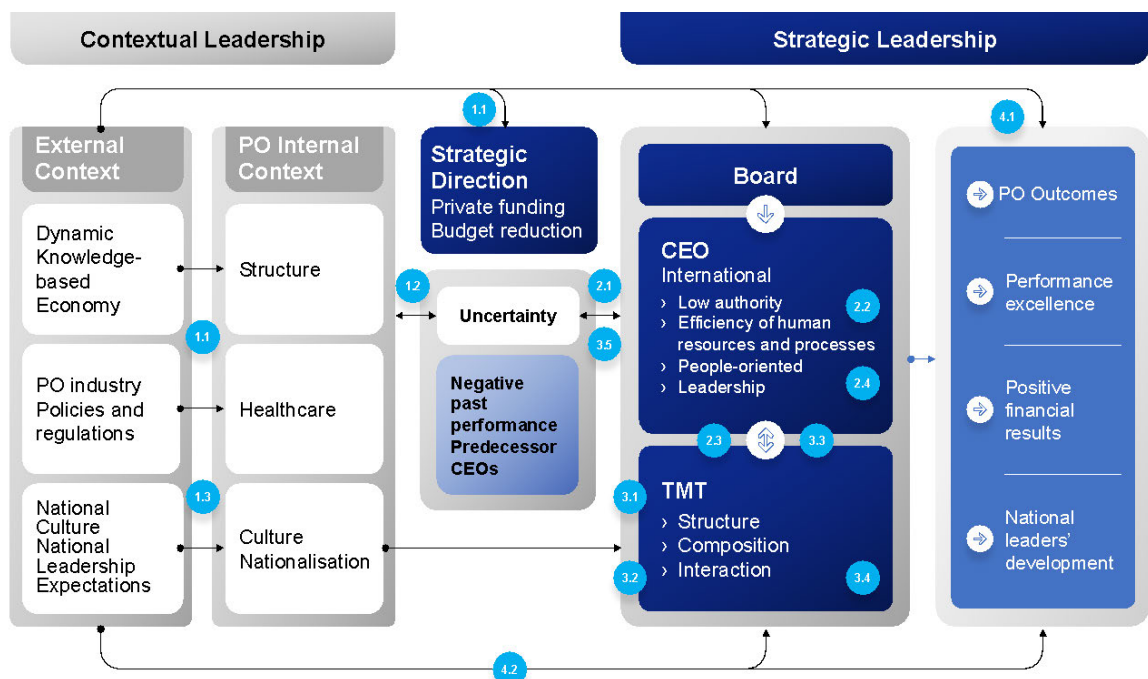 Contextual Leadership
Strategic Leadership
1.1
4.1
External
Context
PO Internal
Context
Strategic
Direction
Private funding
Budget reduction
Board
PO Outcomes
Dynamic
Knowledge-
based
Economy
Structure
1.2
Uncertainty
2.1
3.5
CEO
International
› Low authority
› Efficiency of human
resources and processes
› People-oriented
› Leadership
2.2
2.4
Performance
excellence
1.1
PO industry
Policies and
regulations
Healthcare
Negative
past
performance
Predecessor
CEOs
Positive
financial
results
2.3
3.3
1.3
National
Culture
National
Leadership
Expectations
Culture
Nationalisation
3.1
3.2
TMT
› Structure
› Composition
› Interaction
3.4
National
leaders’
development
4.2